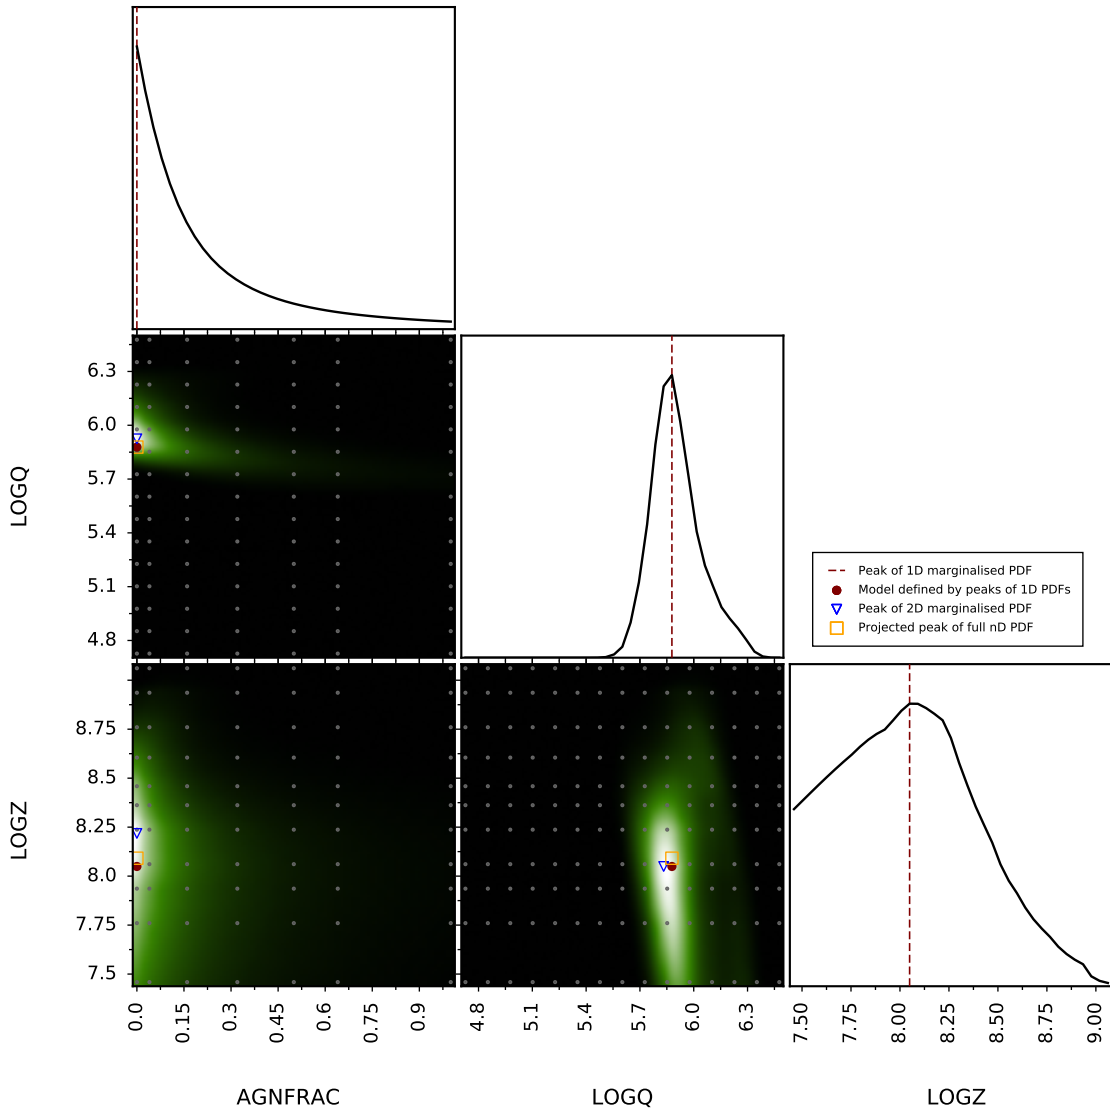 6.3
6.0
5.7
5.4
5.1
4.8
LOGQ
Peak of 1D marginalised PDF
Model defined by peaks of 1D PDFs
Peak of 2D marginalised PDF
Projected peak of full nD PDF
8.75
8.5
8.25
8.0
7.75
7.5
LOGZ
0.0 0.15 0.3 0.45 0.6 0.75 0.9
4.8 5.1 5.4 5.7 6.0 6.3
7.50 7.75 8.00 8.25 8.50 8.75 9.00
AGNFRAC LOGQ LOGZ